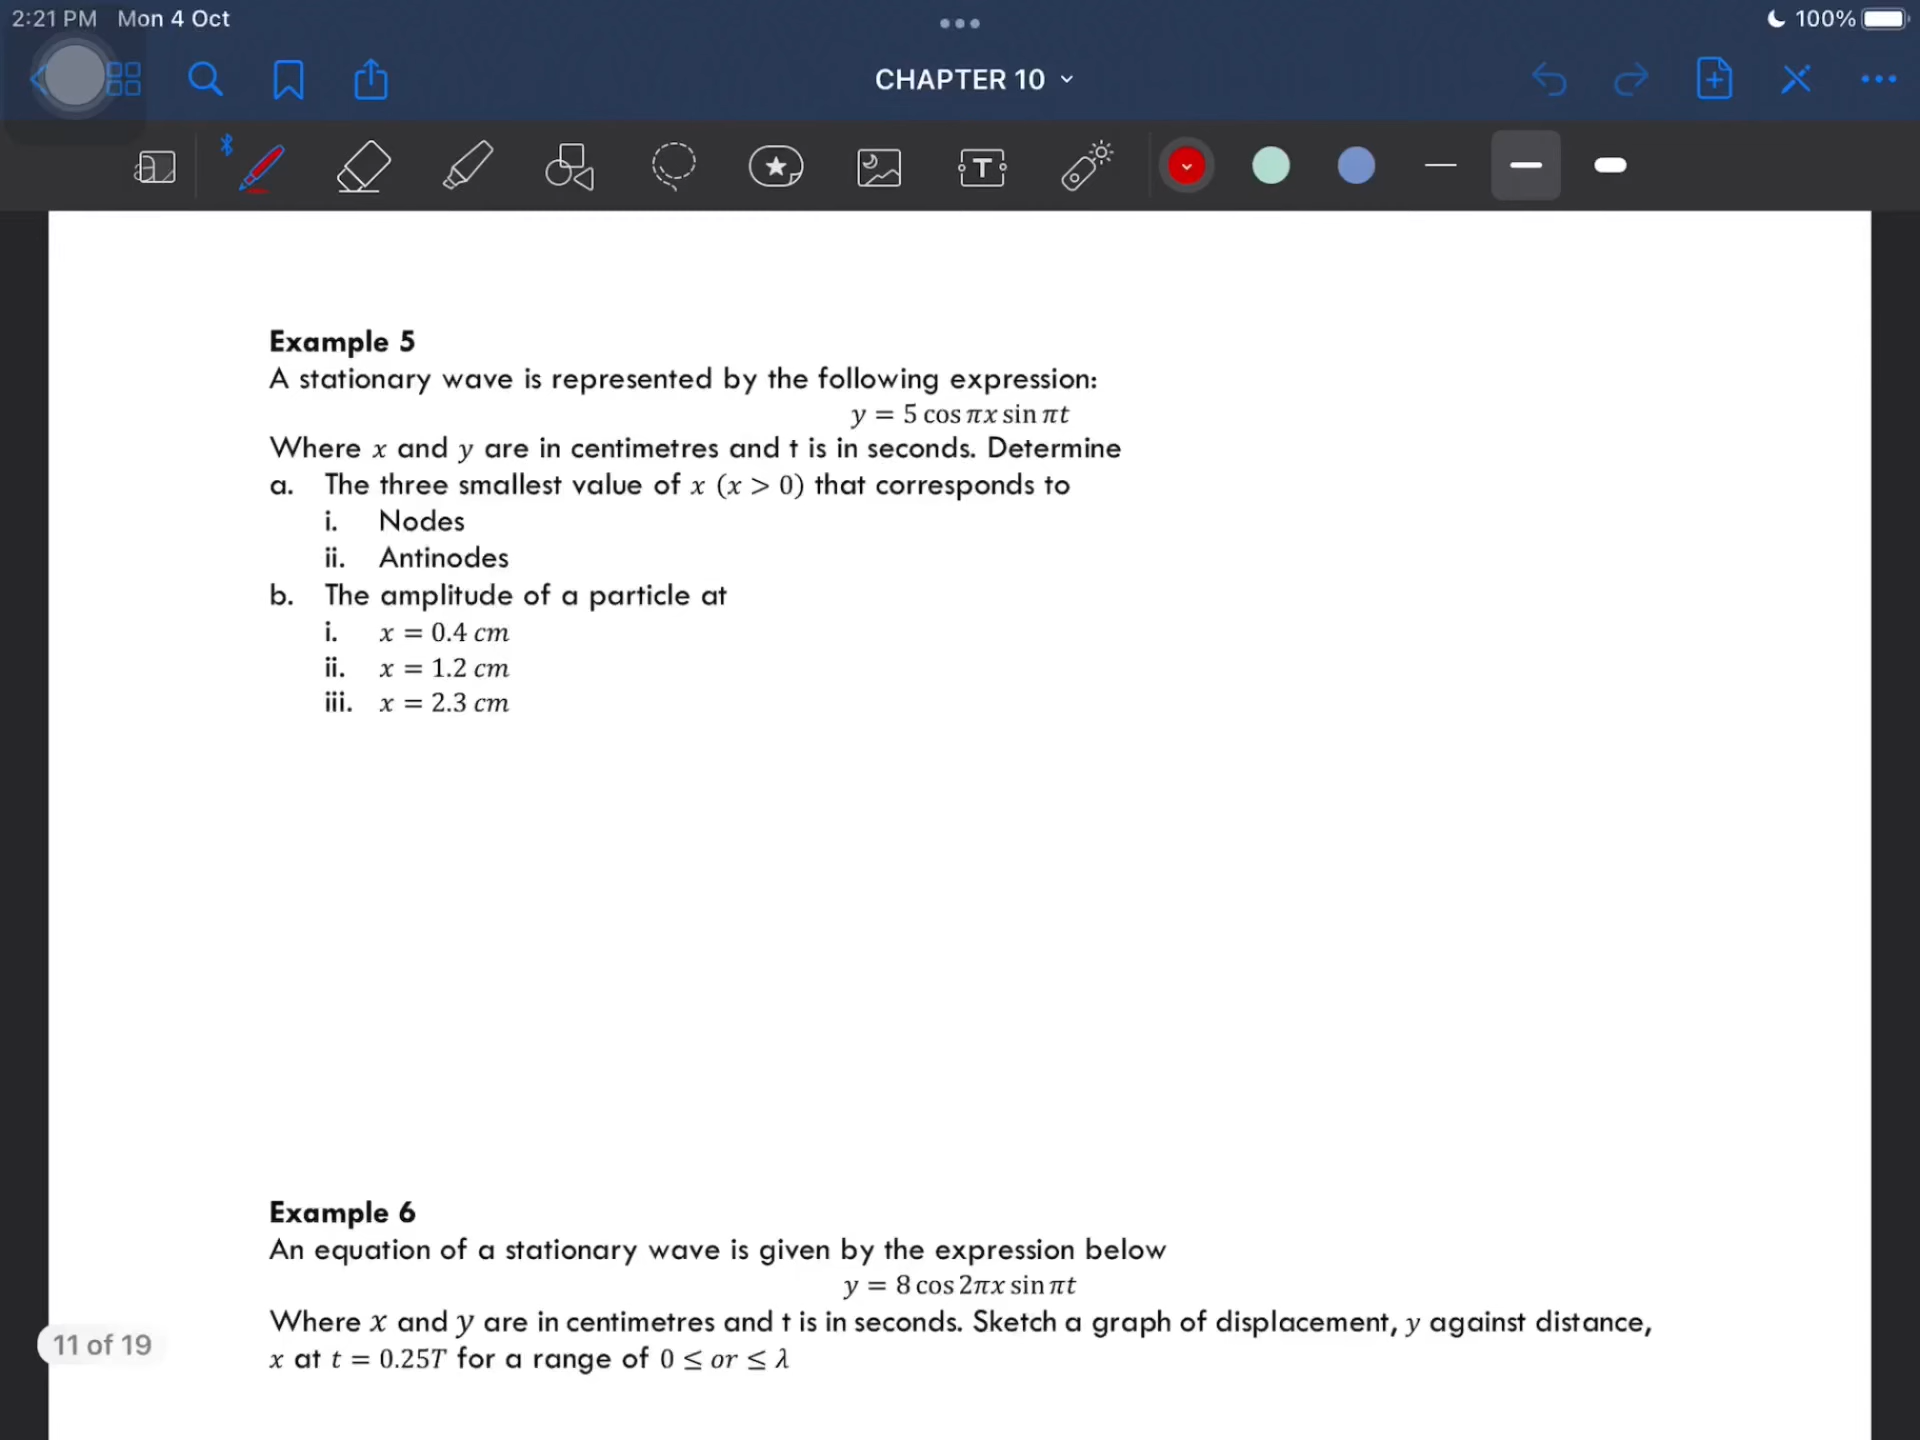 2:21 PM Mon 4 Oct
100%
CHAPTER 10
a
T
Example 5
A stationary wave is represented by the following expression:
y = 5 cos πx sin πt
Where x and y are in centimetres and t is in seconds. Determine
a. The three smallest value of x (x > 0) that corresponds to
i. Nodes
ii. Antinodes
b. The amplitude of a particle at
i. x = 0.4 cm
ii. x = 1.2 cm
iii. x = 2.3 cm
Example 6
An equation of a stationary wave is given by the expression below
y = 8 cos 2πx sin πt
Where x and y are in centimetres and t is in seconds. Sketch a graph of displacement, y against distance,
x at t = 0.25T for a range of 0 ≤ or ≤ λ
11 of 19